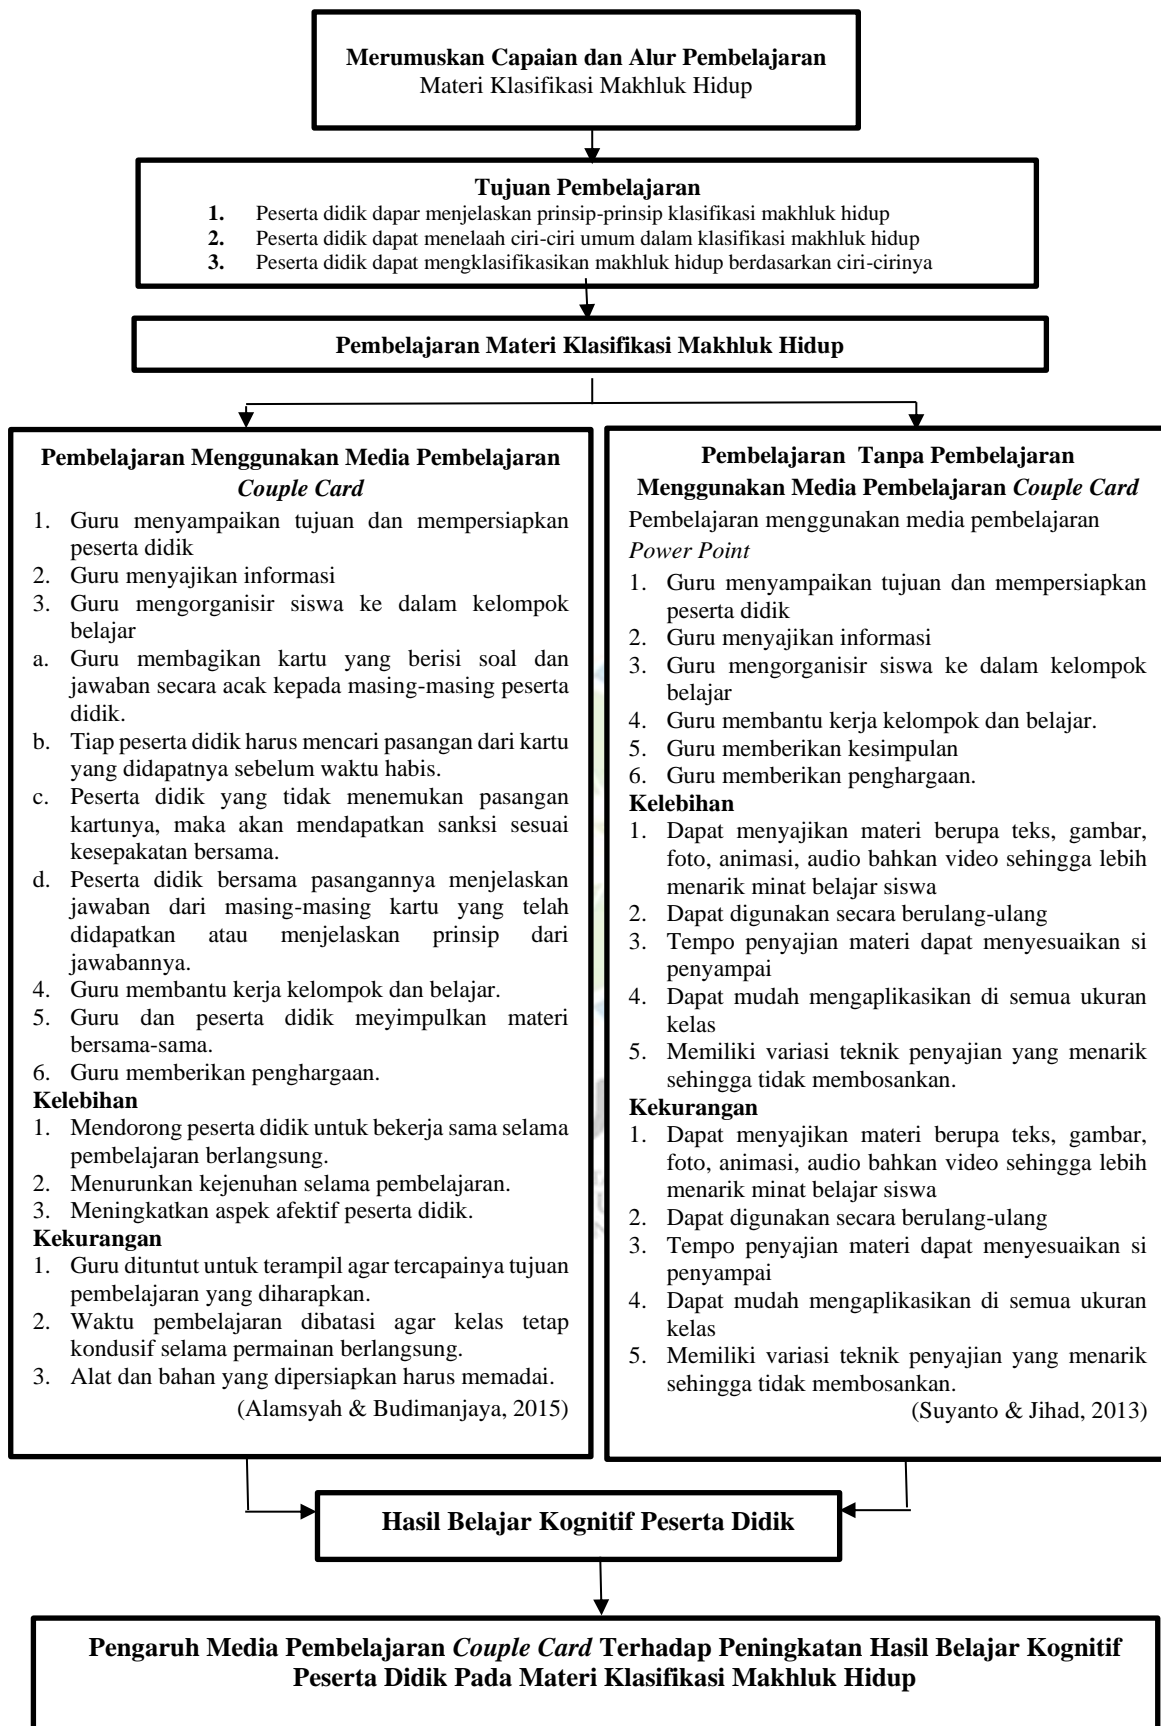 Merumuskan Capaian dan Alur Pembelajaran
Materi Klasifikasi Makhluk Hidup
Tujuan Pembelajaran
1. Peserta didik dapar menjelaskan prinsip-prinsip klasifikasi makhluk hidup
2. Peserta didik dapat menelaah ciri-ciri umum dalam klasifikasi makhluk hidup
3. Peserta didik dapat mengklasifikasikan makhluk hidup berdasarkan ciri-cirinya
Pembelajaran Materi Klasifikasi Makhluk Hidup
Pembelajaran Menggunakan Media Pembelajaran
Couple Card
1. Guru menyampaikan tujuan dan mempersiapkan
peserta didik
2. Guru menyajikan informasi
3. Guru mengorganisir siswa ke dalam kelompok
belajar
a. Guru membagikan kartu yang berisi soal dan
jawaban secara acak kepada masing-masing peserta
didik.
b. Tiap peserta didik harus mencari pasangan dari kartu
yang didapatnya sebelum waktu habis.
c. Peserta didik yang tidak menemukan pasangan
kartunya, maka akan mendapatkan sanksi sesuai
kesepakatan bersama.
d. Peserta didik bersama pasangannya menjelaskan
jawaban dari masing-masing kartu yang telah
didapatkan atau menjelaskan prinsip dari
jawabannya.
4. Guru membantu kerja kelompok dan belajar.
5. Guru dan peserta didik meyimpulkan materi
bersama-sama.
6. Guru memberikan penghargaan.
Kelebihan
1. Mendorong peserta didik untuk bekerja sama selama
pembelajaran berlangsung.
2. Menurunkan kejenuhan selama pembelajaran.
3. Meningkatkan aspek afektif peserta didik.
Kekurangan
1. Guru dituntut untuk terampil agar tercapainya tujuan
pembelajaran yang diharapkan.
2. Waktu pembelajaran dibatasi agar kelas tetap
kondusif selama permainan berlangsung.
3. Alat dan bahan yang dipersiapkan harus memadai.
(Alamsyah & Budimanjaya, 2015)
Pembelajaran Tanpa Pembelajaran
Menggunakan Media Pembelajaran Couple Card
Pembelajaran menggunakan media pembelajaran
Power Point
1. Guru menyampaikan tujuan dan mempersiapkan
peserta didik
2. Guru menyajikan informasi
3. Guru mengorganisir siswa ke dalam kelompok
belajar
4. Guru membantu kerja kelompok dan belajar.
5. Guru memberikan kesimpulan
6. Guru memberikan penghargaan.
Kelebihan
1. Dapat menyajikan materi berupa teks, gambar,
foto, animasi, audio bahkan video sehingga lebih
menarik minat belajar siswa
2. Dapat digunakan secara berulang-ulang
3. Tempo penyajian materi dapat menyesuaikan si
penyampai
4. Dapat mudah mengaplikasikan di semua ukuran
kelas
5. Memiliki variasi teknik penyajian yang menarik
sehingga tidak membosankan.
Kekurangan
1. Dapat menyajikan materi berupa teks, gambar,
foto, animasi, audio bahkan video sehingga lebih
menarik minat belajar siswa
2. Dapat digunakan secara berulang-ulang
3. Tempo penyajian materi dapat menyesuaikan si
penyampai
4. Dapat mudah mengaplikasikan di semua ukuran
kelas
5. Memiliki variasi teknik penyajian yang menarik
sehingga tidak membosankan.
(Suyanto & Jihad, 2013)
Hasil Belajar Kognitif Peserta Didik
Pengaruh Media Pembelajaran Couple Card Terhadap Peningkatan Hasil Belajar Kognitif
Peserta Didik Pada Materi Klasifikasi Makhluk Hidup